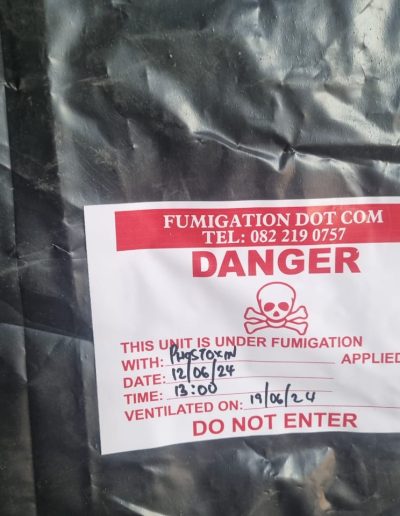 FUMIGATION DOT COM
TEL: 082 219 0757
DANGER
THIS UNIT IS UNDER FUMIGATION
WITH: PHOSTOXIN APPLIED
DATE: 12/06/24
TIME: 13:00
VENTILATED ON: 19/06/24
DO NOT ENTER